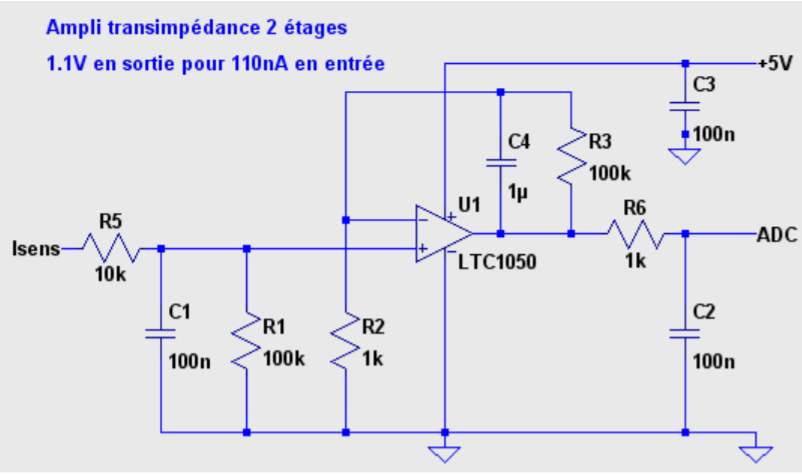 Ampli transimpédance 2 étages
1.1V en sortie pour 110nA en entrée
+5V
C3
100n
C4
1µ
R3
100k
U1
LTC1050
R5
Isens
10k
R6
1k
ADC
C1
100n
R1
100k
R2
1k
C2
100n